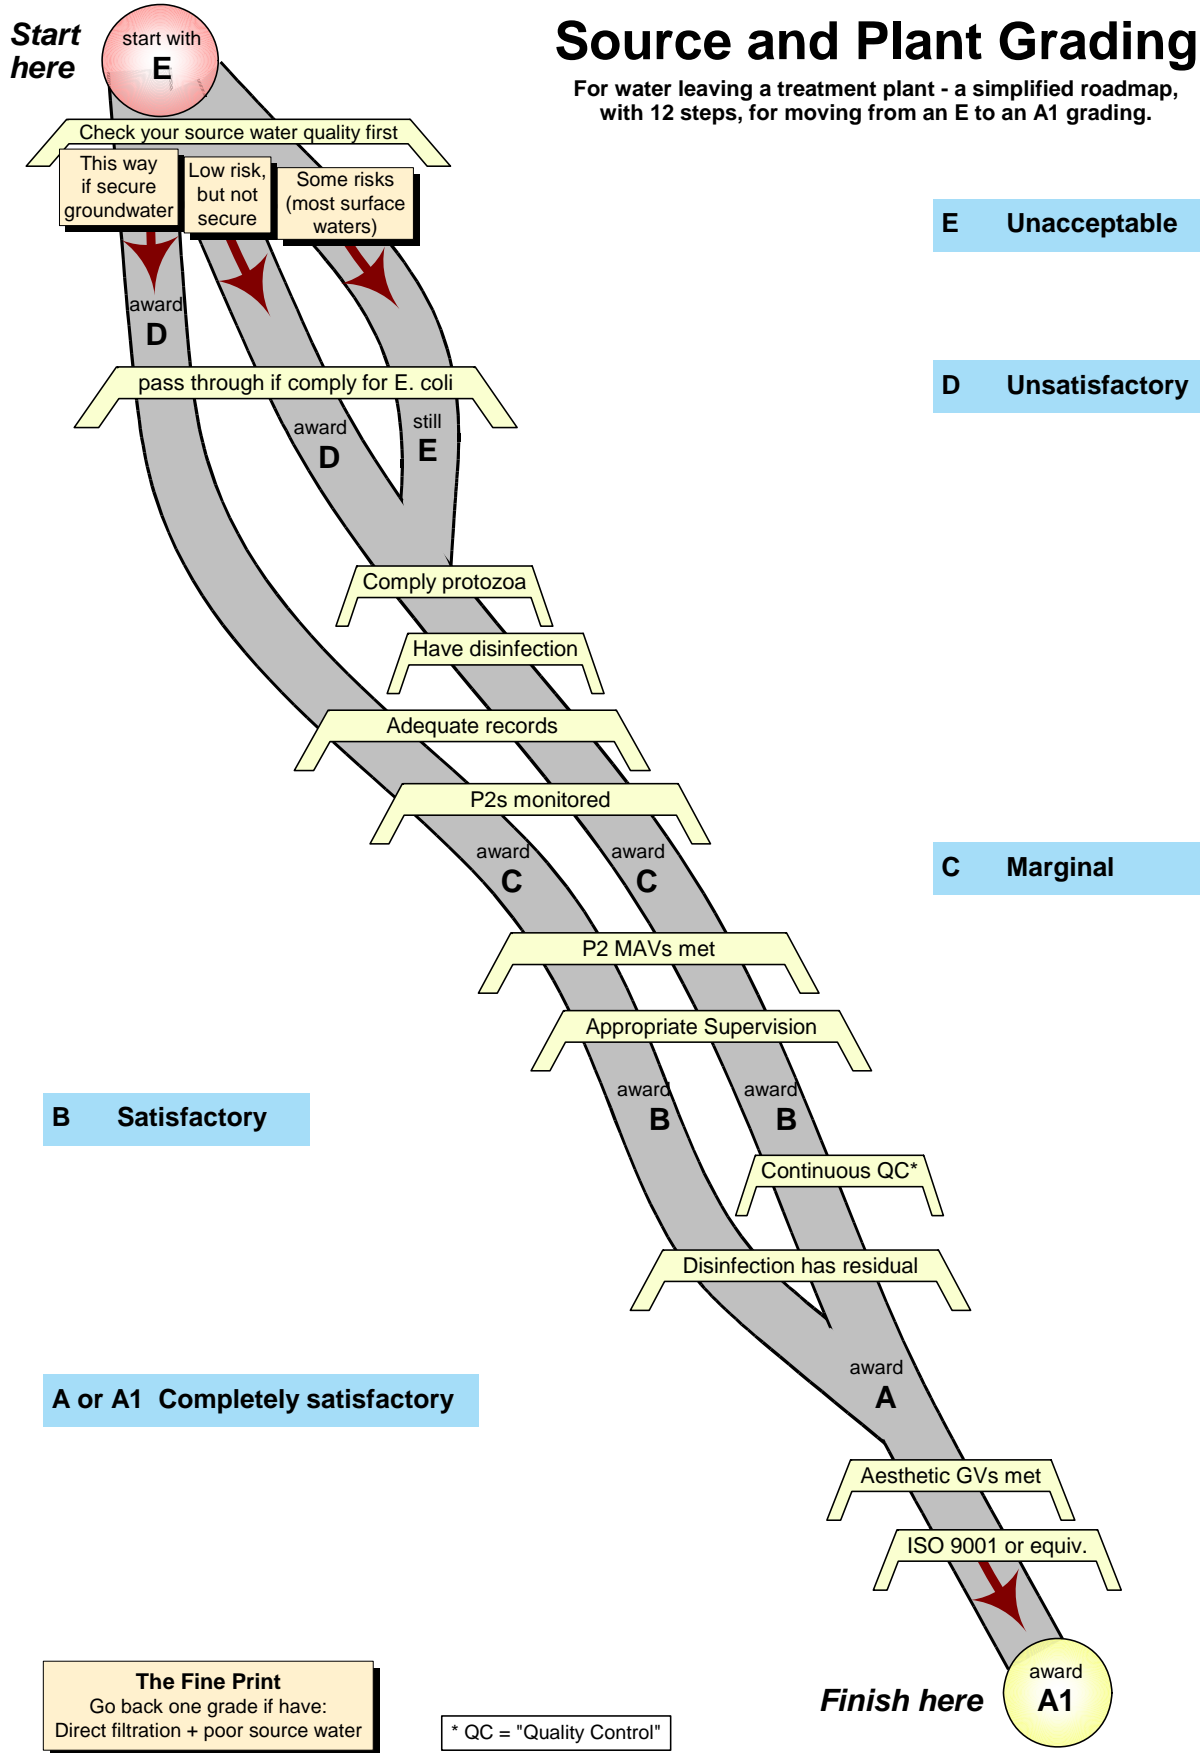 Start
here
start with
E
Source and Plant Grading
For water leaving a treatment plant - a simplified roadmap,
with 12 steps, for moving from an E to an A1 grading.
Check your source water quality first
This way
if secure
groundwater
Low risk,
but not
secure
Some risks
(most surface
waters)
E Unacceptable
award
D
pass through if comply for E. coli
D Unsatisfactory
award
D
still
E
Comply protozoa
Have disinfection
Adequate records
P2s monitored
award
C
award
C
C Marginal
P2 MAVs met
Appropriate Supervision
award
B
award
B
B Satisfactory
Continuous QC*
Disinfection has residual
award
A
A or A1 Completely satisfactory
Aesthetic GVs met
ISO 9001 or equiv.
award
A1
Finish here
The Fine Print
Go back one grade if have:
Direct filtration + poor source water
* QC = "Quality Control"